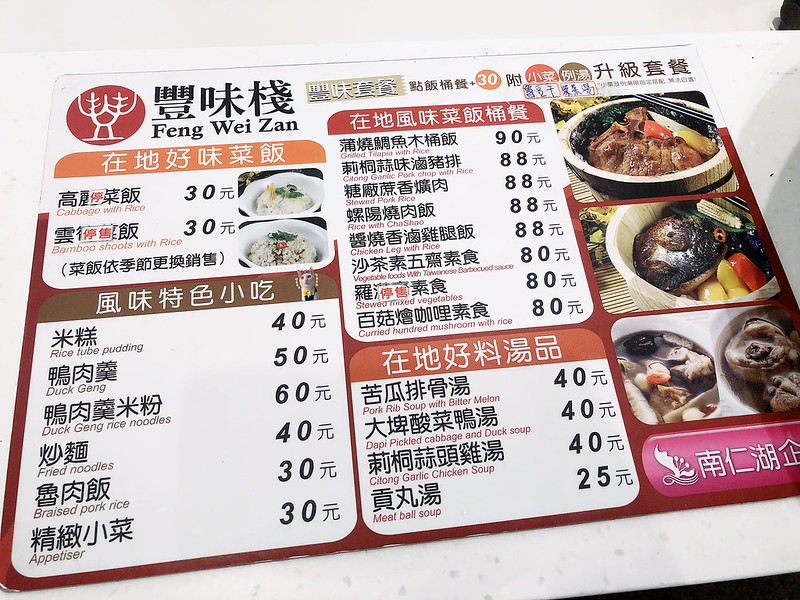 豐味棧
Feng Wei Zan
豐味套餐 點飯桶餐+30 附 小菜 例湯 升級套餐
在地好味菜飯
高麗菜飯 30元
停
Cabbage with Rice
飯 30元
停售
Bamboo shoots with Rice
(菜飯依季節更換銷售)
風味特色小吃
米糕 40元
Rice tube pudding
鴨肉羹 50元
Duck Geng
鴨肉羹米粉 60元
Duck Geng rice noodles
炒麵 40元
Fried noodles
魯肉飯 30元
Braised pork rice
精緻小菜 30元
Appetiser
在地風味菜飯桶餐
蒲燒鯛魚木桶飯 90元
Grilled Tilapia with Rice
莿桐蒜味滷豬排 88元
Citong Garlic Pork chop with Rice
糖廠蔗香爌肉 88元
Stewed Pork Rice
螺陽燒肉飯 88元
Rice with ChaShao
醬燒香滷雞腿飯 88元
Chicken Leg with Rice
沙茶素五齋素食 80元
Vegetable foods With Taiwanese Barbecued sauce
羅 素食 80元
停售
Stewed mixed vegetables
百菇燴咖哩素食 80元
Curried hundred mushroom with rice
在地好料湯品
苦瓜排骨湯 40元
Pork Rib Soup with Bitter Melon
大埤酸菜鴨湯 40元
Dapi Pickled cabbage and Duck soup
莿桐蒜頭雞湯 40元
Citong Garlic Chicken Soup
貢丸湯 25元
Meat ball soup
南仁湖企